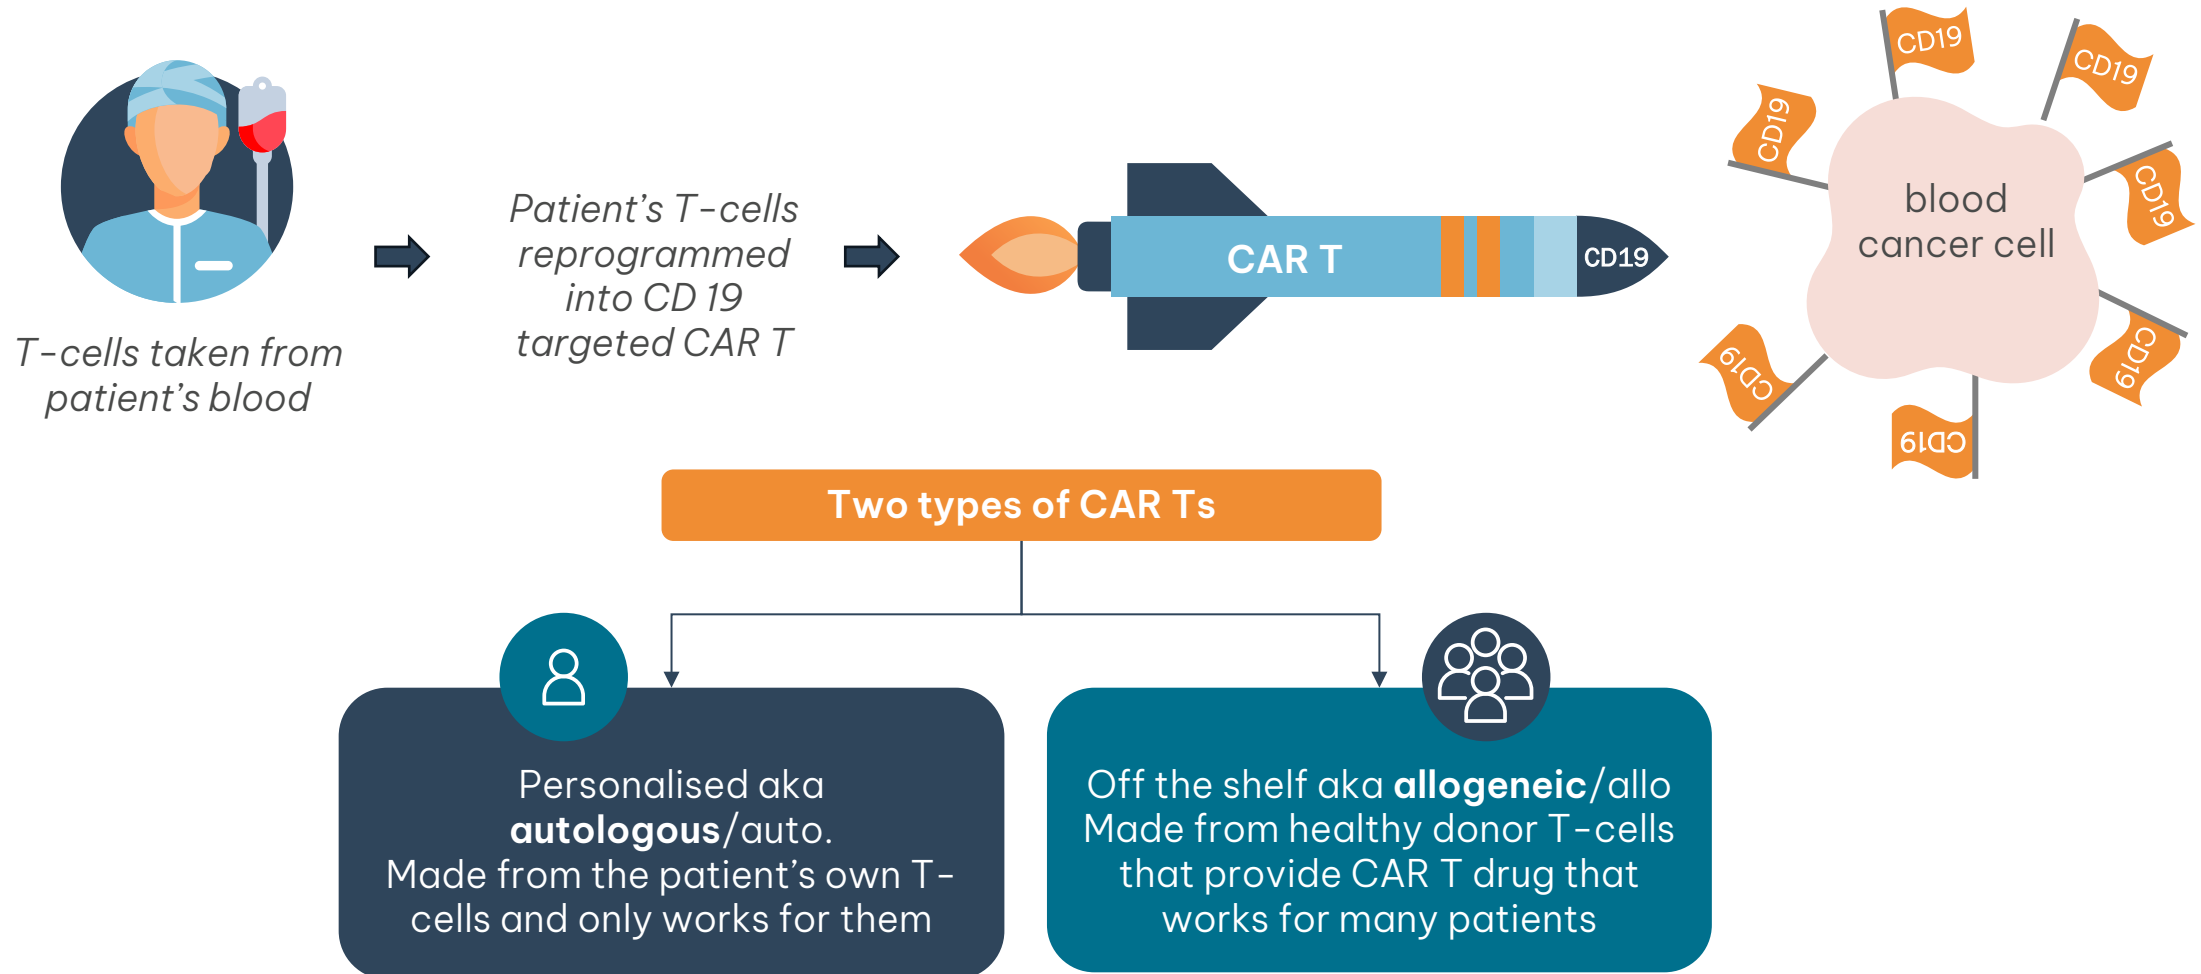 T-cells taken from
patient's blood
Patient's T-cells
reprogrammed
into CD 19
targeted CAR T
CAR T
CD19
CD19
CD19
CD19
CD19
CD19
CD19
CD19
blood
cancer cell
Two types of CAR Ts
Personalised aka
autologous/auto.
Made from the patient's own T-
cells and only works for them
Off the shelf aka allogeneic/allo
Made from healthy donor T-cells
that provide CAR T drug that
works for many patients